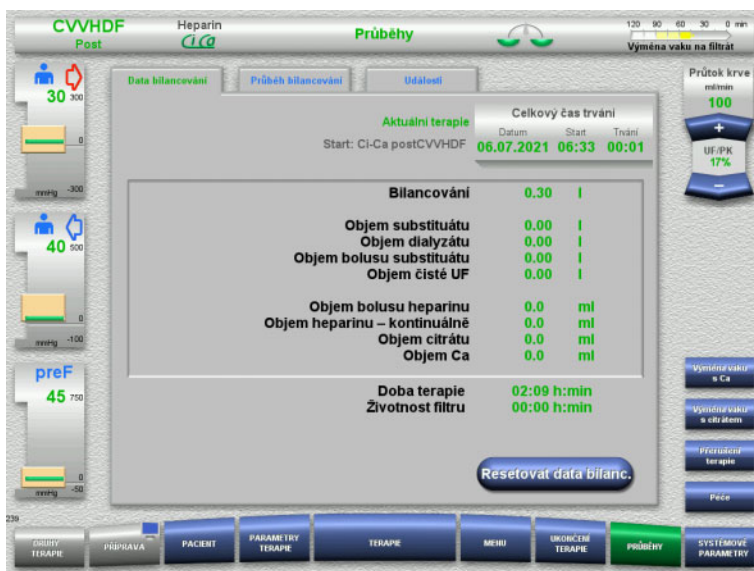 CVVHDF
Post
Heparin
Ci Ca
Průběhy
120 90 60 30 0 min
Výměna vaku na filtrát
30
300
0
mmHg -300
40
500
0
mmHg -100
preF
45
750
0
mmHg -50
Data bilancování
Průběh bilancování
Události
Aktuální terapie
Start: Ci-Ca postCVVHDF
Celkový čas trvání
Datum Start Trvání
06.07.2021 06:33 00:01
Bilancování 0.30 l
Objem substituátu 0.00 l
Objem dialyzátu 0.00 l
Objem bolusu substituátu 0.00 l
Objem čisté UF 0.00 l
Objem bolusu heparinu 0,0 ml
Objem heparinu – kontinuálně 0.0 ml
Objem citrátu 0.0 ml
Objem Ca 0.0 ml
Doba terapie 02:09 h:min
Životnost filtru 00:00 h:min
Resetovat data bilanc.
Průtok krve
ml/min
100
+
UF/PK
17%
–
Výměna vaku
s Ca
Výměna vaku
s citrátem
Přerušení
terapie
Péče
239
DRUHY
TERAPIE
PŘÍPRAVA
PACIENT
PARAMETRY
TERAPIE
TERAPIE
MENU
UKONČENÍ
TERAPIE
PRŮBĚHY
SYSTÉMOVÉ
PARAMETRY